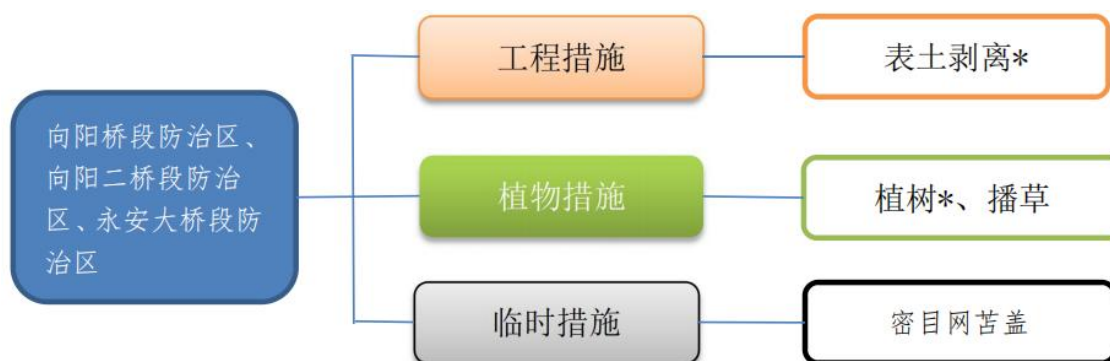 向阳桥段防治区、
向阳二桥段防治
区、永安大桥段防
治区
工程措施
表土剥离*
植物措施
植树*、播草
临时措施
密目网苫盖